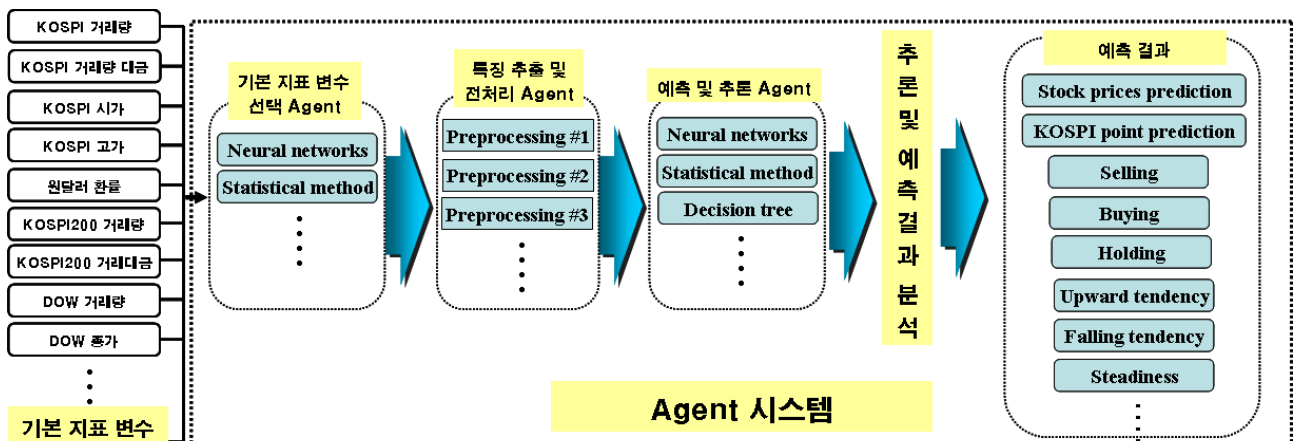 KOSPI 거래량
KOSPI 거래량 대금
KOSPI 시가
KOSPI 고가
원달러 환률
KOSPI200 거래량
KOSPI200 거래대금
DOW 거래량
DOW 종가
기본 지표 변수
기본 지표 변수
선택 Agent
Neural networks
Statistical method
특징 추출 및
전처리 Agent
Preprocessing #1
Preprocessing #2
Preprocessing #3
예측 및 추론 Agent
Neural networks
Statistical method
Decision tree
추론 및 예측 결과 분석
예측 결과
Stock prices prediction
KOSPI point prediction
Selling
Buying
Holding
Upward tendency
Falling tendency
Steadiness
Agent 시스템